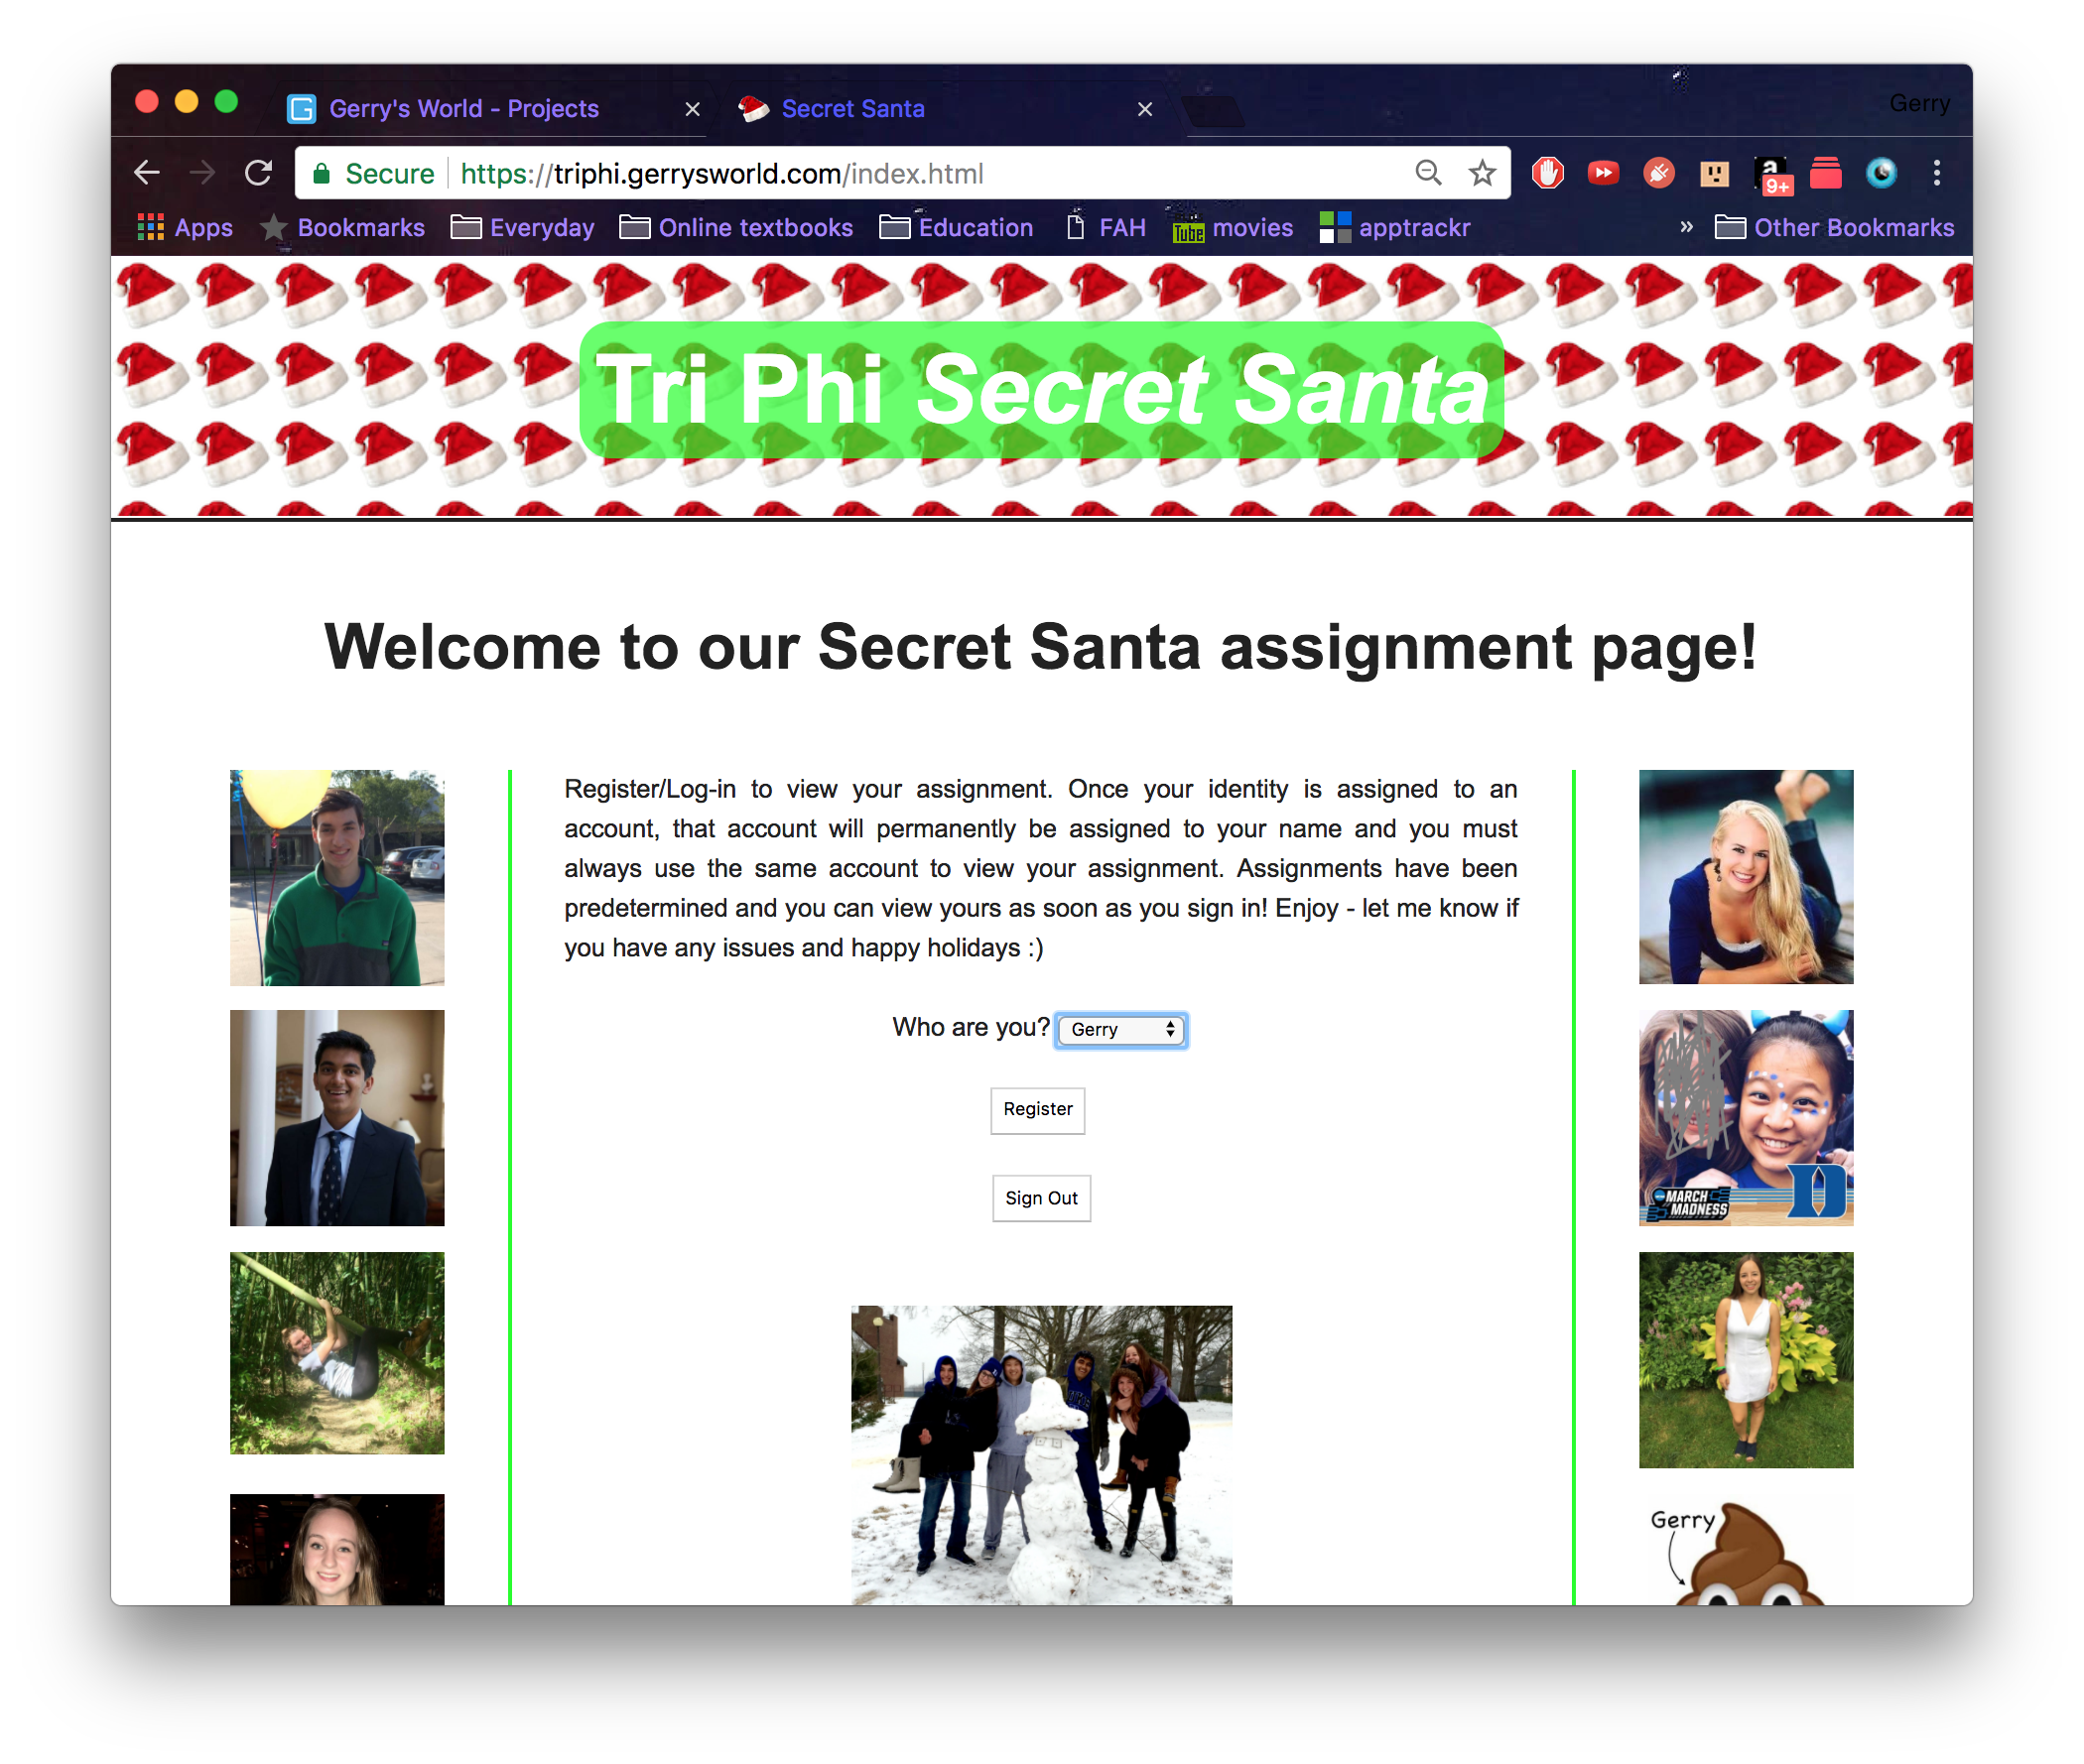 Gerry's World - Projects
Secret Santa
Gerry
Secure
https://triphi.gerrysworld.com/index.html
a
9+
Apps
Bookmarks
Everyday
Online textbooks
Education
FAH
Tube
movies
apptrackr
»
Other Bookmarks
Tri Phi Secret Santa
Welcome to our Secret Santa assignment page!
Register/Log-in to view your assignment. Once your identity is assigned to an
account, that account will permanently be assigned to your name and you must
always use the same account to view your assignment. Assignments have been
predetermined and you can view yours as soon as you sign in! Enjoy - let me know if
you have any issues and happy holidays :)
Who are you? Gerry
Register
Sign Out
MARCH
MADNESS
D
Gerry